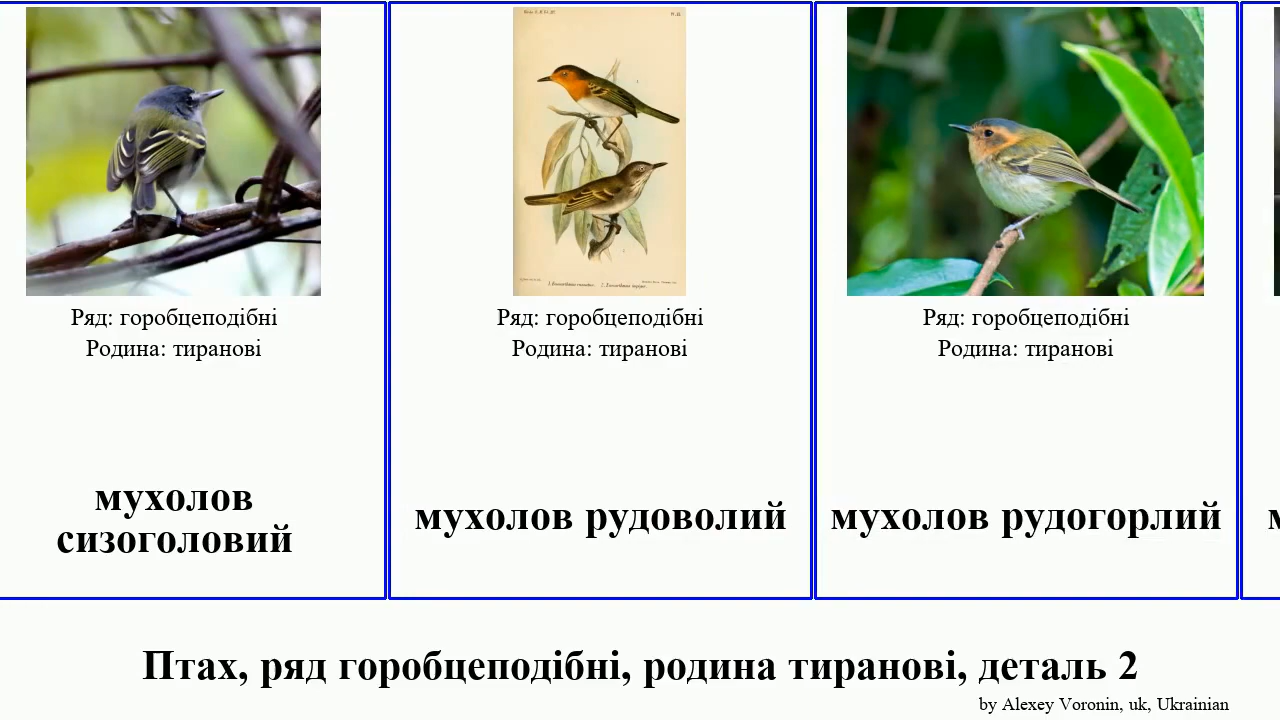 Ряд: горобцеподібні
Родина: тиранові
мухолов
сизоголовий
Ряд: горобцеподібні
Родина: тиранові
мухолов рудоволий
Ряд: горобцеподібні
Родина: тиранові
мухолов рудогорлий
Птах, ряд горобцеподібні, родина тиранові, деталь 2
by Alexey Voronin, uk, Ukrainian